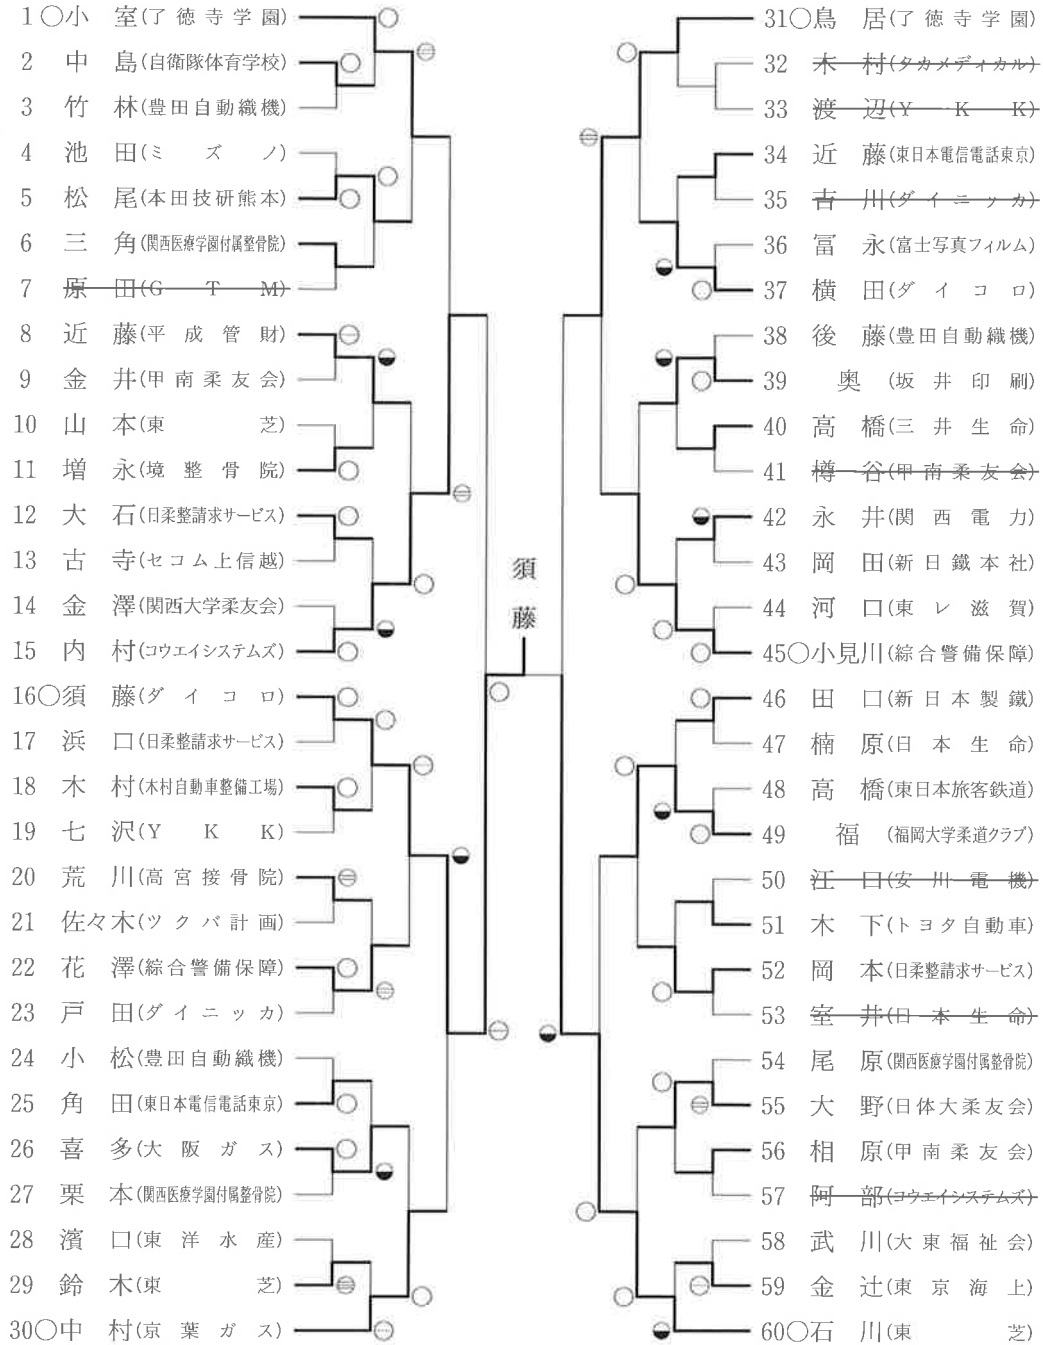 1○小室(了徳寺学園)
2 中島(自衛隊体育学校)
3 竹林(豊田自動織機)
4 池田(ミズノ)
5 松尾(本田技研熊本)
6 三角(関西医療学園付属整骨院)
7 原田(GTM)
8 近藤(平成管財)
9 金井(甲南柔友会)
10 山本(東芝)
11 増永(境整骨院)
12 大石(日柔整請求サービス)
13 古寺(セコム上信越)
14 金澤(関西大学柔友会)
15 内村(コウエイシステムズ)
16○須藤(ダイコロ)
17 浜口(日柔整請求サービス)
18 木村(木村自動車整備工場)
19 七沢(YKK)
20 荒川(高宮接骨院)
21 佐々木(ツクバ計画)
22 花澤(綜合警備保障)
23 戸田(ダイニッカ)
24 小松(豊田自動織機)
25 角田(東日本電信電話東京)
26 喜多(大阪ガス)
27 栗本(関西医療学園付属整骨院)
28 濱口(東洋水産)
29 鈴木(東芝)
30○中村(京葉ガス)
須藤
31○鳥居(了徳寺学園)
32 木村(タカメディカル)
33 渡辺(YKK)
34 近藤(東日本電信電話東京)
35 吉川(ダイニッカ)
36 冨永(富士写真フィルム)
37 横田(ダイコロ)
38 後藤(豊田自動織機)
39 奥(坂井印刷)
40 高橋(三井生命)
41 樽谷(甲南柔友会)
42 永井(関西電力)
43 岡田(新日鐵本社)
44 河口(東レ滋賀)
45○小見川(綜合警備保障)
46 田口(新日本製鐵)
47 楠原(日本生命)
48 高橋(東日本旅客鉄道)
49 福(福岡大学柔道クラブ)
50 江口(安川電機)
51 木下(トヨタ自動車)
52 岡本(日柔整請求サービス)
53 室井(日本生命)
54 尾原(関西医療学園付属整骨院)
55 大野(日体大柔友会)
56 相原(甲南柔友会)
57 阿部(コウエイシステムズ)
58 武川(大東福祉会)
59 金辻(東京海上)
60○石川(東芝)